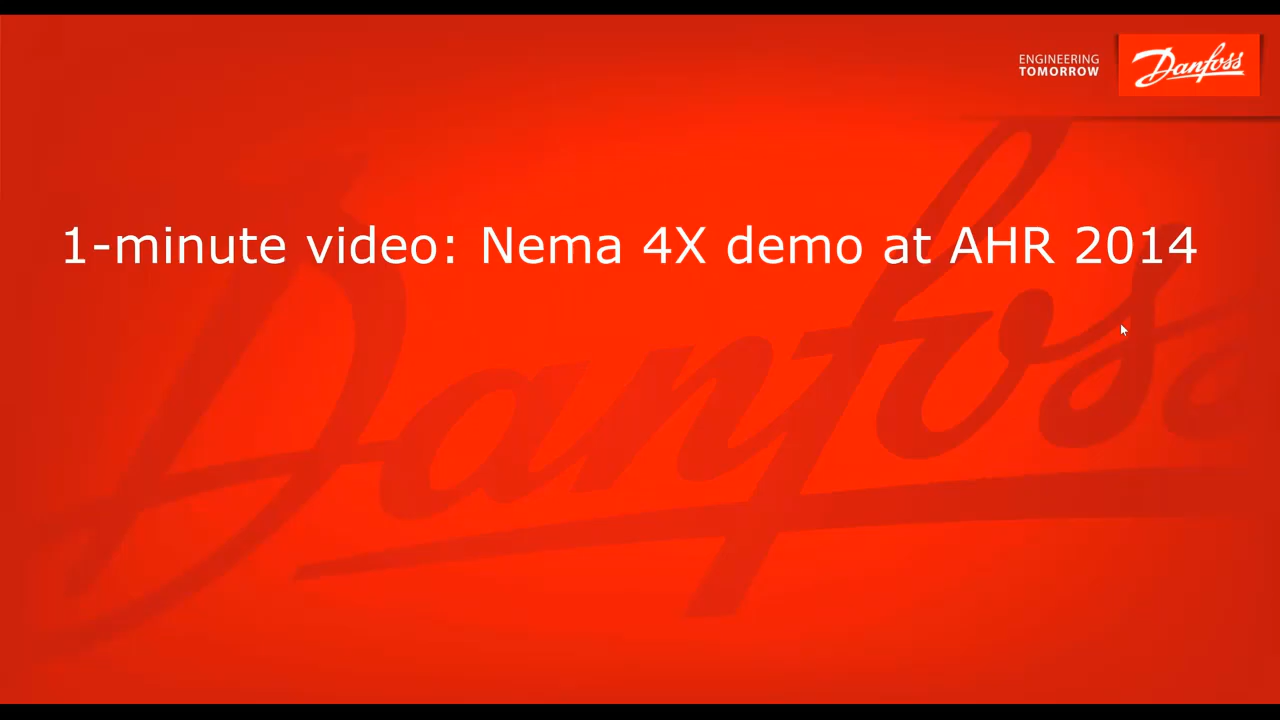 ENGINEERING
TOMORROW
Danfoss
1-minute video: Nema 4X demo at AHR 2014
Danfoss